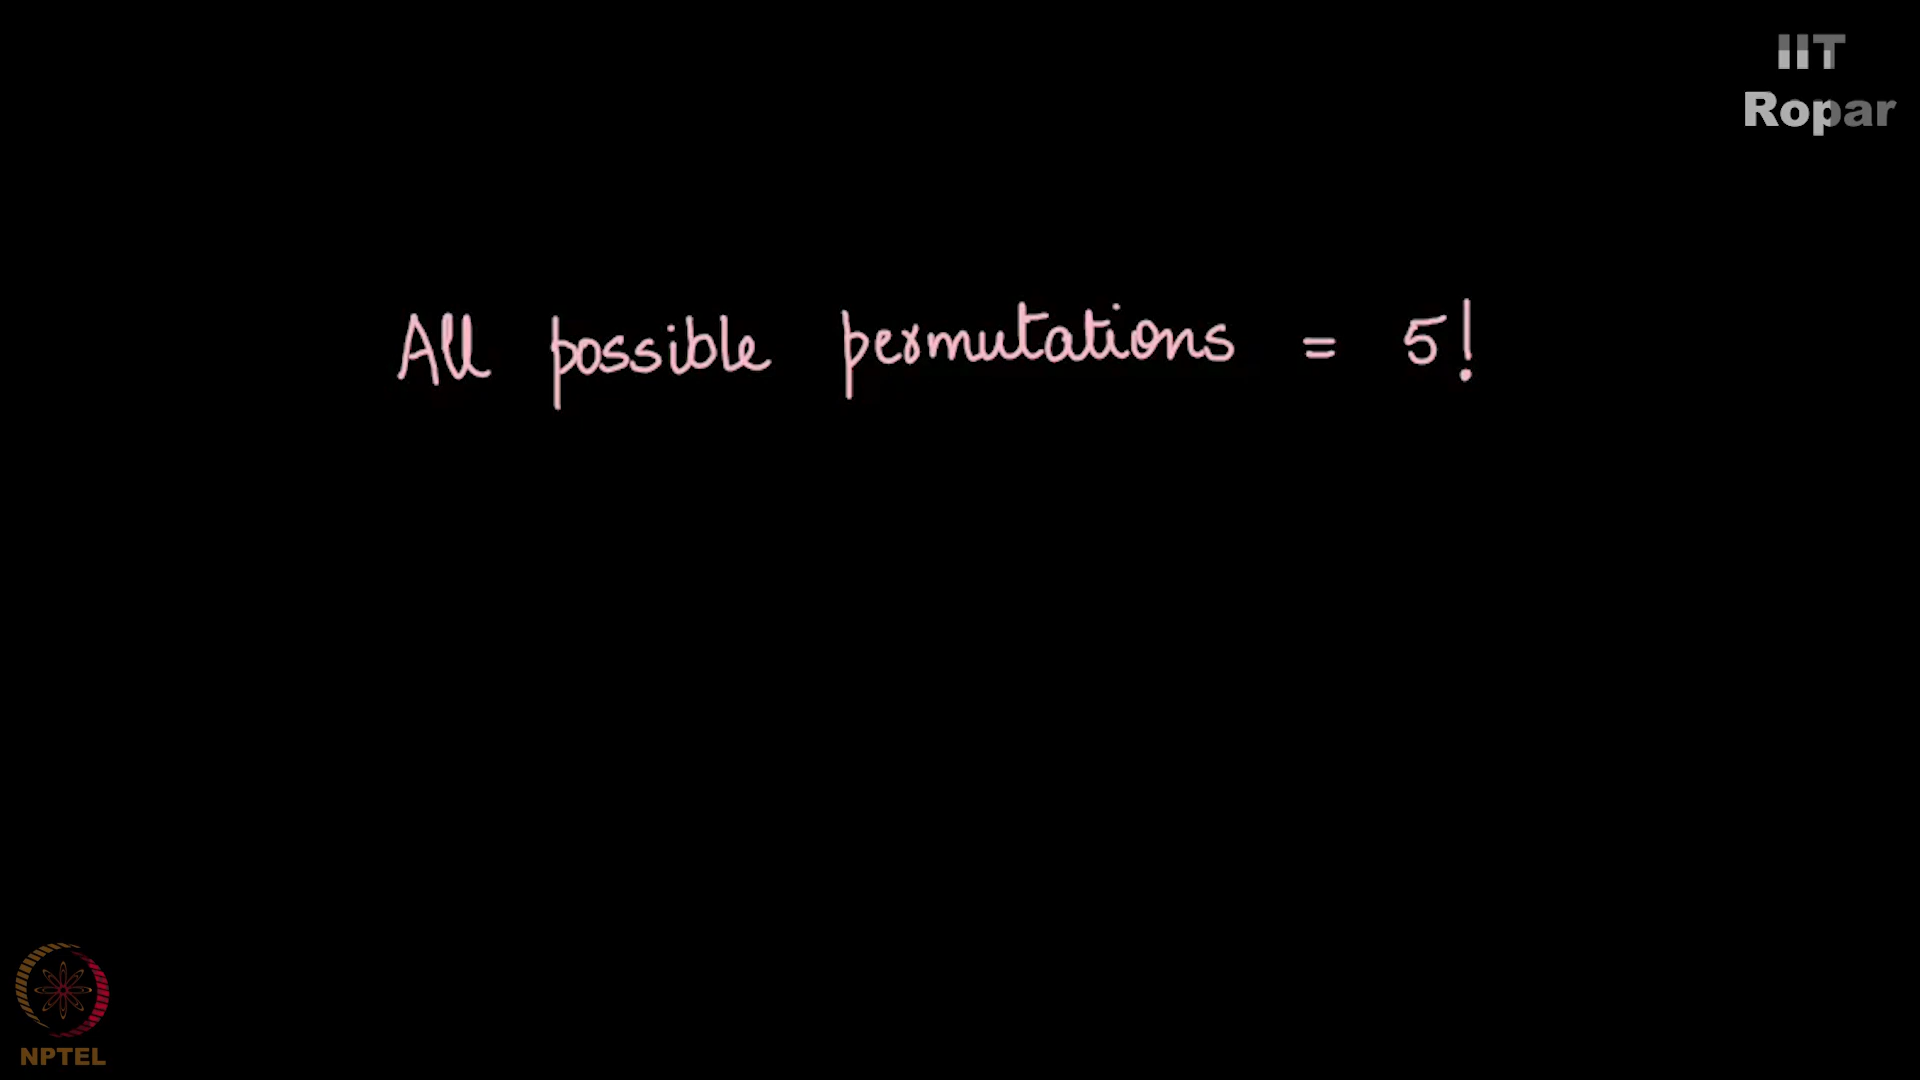 IIT
Ropar
All possible permutations = 5!
NPTEL